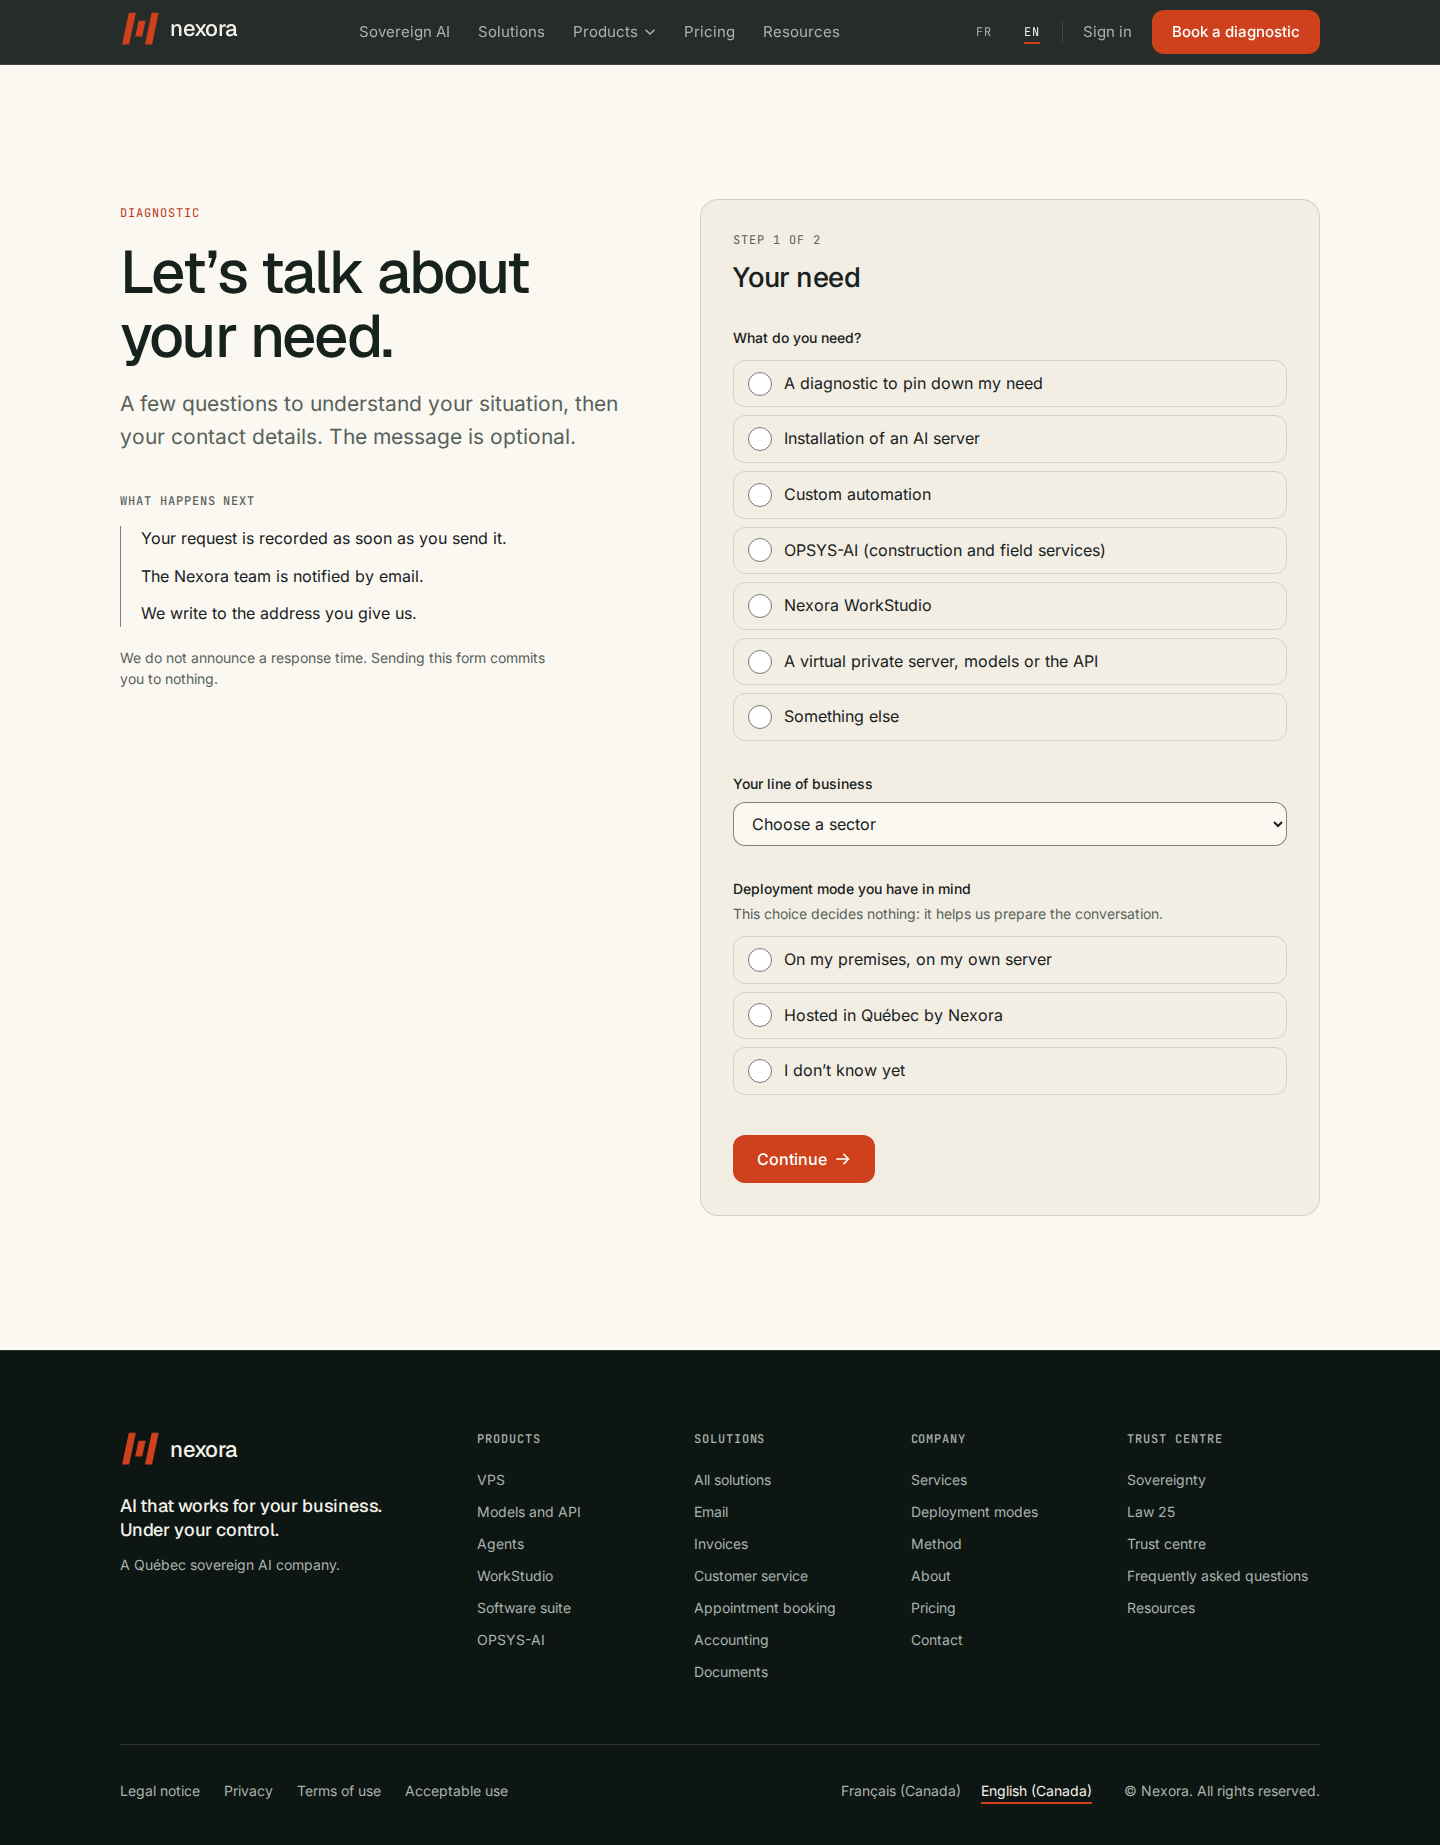 nexora
Sovereign AI
Solutions
Products
Pricing
Resources
FR
EN
Sign in
Book a diagnostic
DIAGNOSTIC
Let’s talk about
your need.
A few questions to understand your situation, then
your contact details. The message is optional.
WHAT HAPPENS NEXT
Your request is recorded as soon as you send it.
The Nexora team is notified by email.
We write to the address you give us.
We do not announce a response time. Sending this form commits
you to nothing.
STEP 1 OF 2
Your need
What do you need?
A diagnostic to pin down my need
Installation of an AI server
Custom automation
OPSYS-AI (construction and field services)
Nexora WorkStudio
A virtual private server, models or the API
Something else
Your line of business
Choose a sector
Deployment mode you have in mind
This choice decides nothing: it helps us prepare the conversation.
On my premises, on my own server
Hosted in Québec by Nexora
I don’t know yet
Continue →
nexora
AI that works for your business.
Under your control.
A Québec sovereign AI company.
PRODUCTS
VPS
Models and API
Agents
WorkStudio
Software suite
OPSYS-AI
SOLUTIONS
All solutions
Email
Invoices
Customer service
Appointment booking
Accounting
Documents
COMPANY
Services
Deployment modes
Method
About
Pricing
Contact
TRUST CENTRE
Sovereignty
Law 25
Trust centre
Frequently asked questions
Resources
Legal notice
Privacy
Terms of use
Acceptable use
Français (Canada)
English (Canada)
© Nexora. All rights reserved.